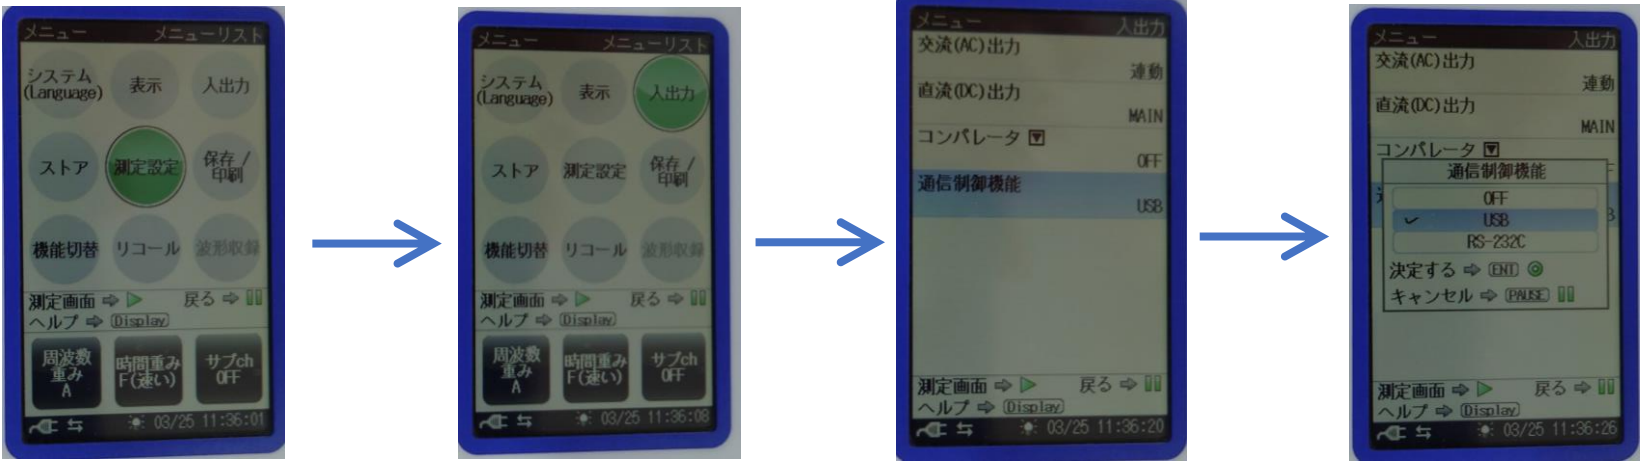 メニュー メニューリスト
システム
(Language) 表示 入出力
ストア 測定設定 保存/
印刷
機能切替 リコール 波形収録
測定画面 ⇨ ▶ 戻る ⇨ ❚❚
ヘルプ ⇨ Display
周波数
重み
A
時間重み
F(速い)
サブch
OFF
03/25 11:36:01
メニュー メニューリスト
システム
(Language) 表示 入出力
ストア 測定設定 保存/
印刷
機能切替 リコール 波形収録
測定画面 ⇨ ▶ 戻る ⇨ ❚❚
ヘルプ ⇨ Display
周波数
重み
A
時間重み
F(速い)
サブch
OFF
03/25 11:36:08
メニュー 入出力
交流(AC)出力
連動
直流(DC)出力
MAIN
コンパレータ ▼
OFF
通信制御機能
USB
測定画面 ⇨ ▶ 戻る ⇨ ❚❚
ヘルプ ⇨ Display
03/25 11:36:20
メニュー 入出力
交流(AC)出力
連動
直流(DC)出力
MAIN
コンパレータ ▼
通信制御機能
OFF
✓ USB
RS-232C
決定する ⇨ ENT ◎
キャンセル ⇨ PAUSE ❚❚
測定画面 ⇨ ▶ 戻る ⇨ ❚❚
ヘルプ ⇨ Display
03/25 11:36:26